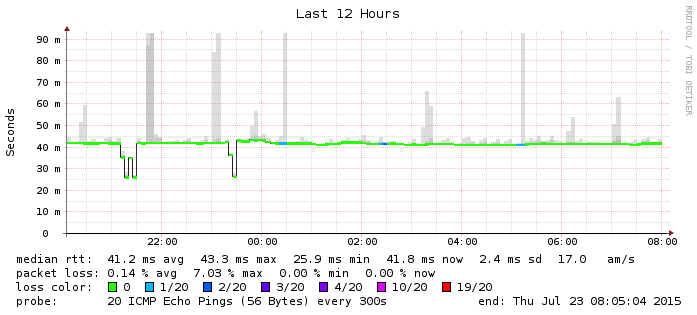 Last 12 Hours
RRDTOOL / TOBI OETIKER
Seconds
90 m
80 m
70 m
60 m
50 m
40 m
30 m
20 m
10 m
0
22:00 00:00 02:00 04:00 06:00 08:00
median rtt: 41.2 ms avg 43.3 ms max 25.9 ms min 41.8 ms now 2.4 ms sd 17.0 am/s
packet loss: 0.14 % avg 7.03 % max 0.00 % min 0.00 % now
loss color: 0 1/20 2/20 3/20 4/20 10/20 19/20
probe: 20 ICMP Echo Pings (56 Bytes) every 300s end: Thu Jul 23 08:05:04 2015